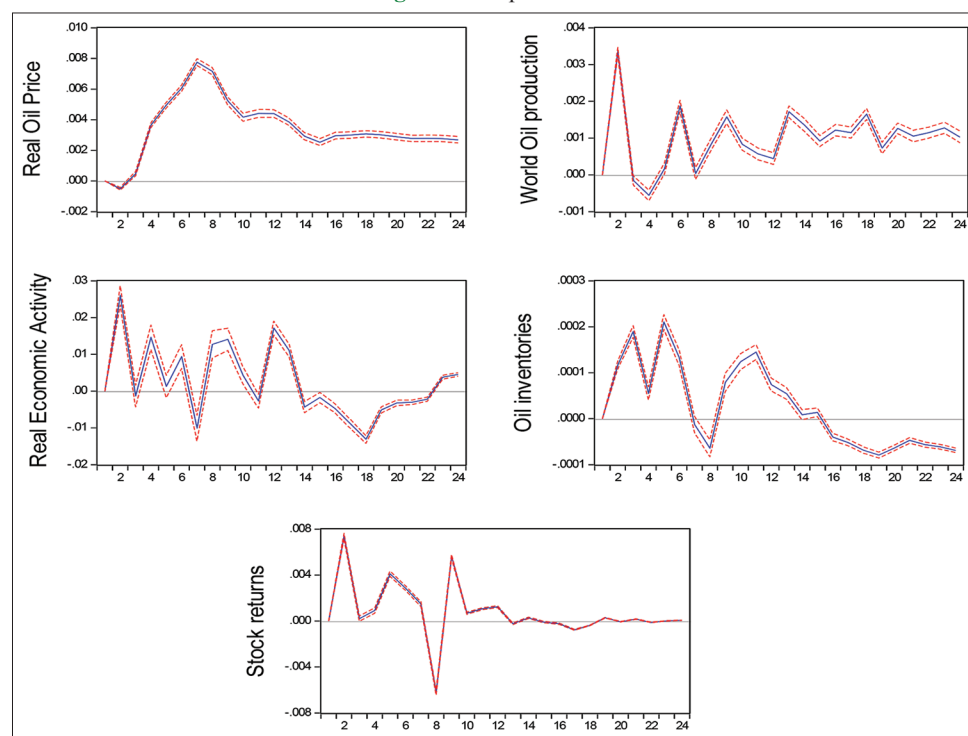 Real Oil Price
.010
.008
.006
.004
.002
.000
-.002
2 4 6 8 10 12 14 16 18 20 22 24
World Oil production
.004
.003
.002
.001
.000
-.001
2 4 6 8 10 12 14 16 18 20 22 24
Real Economic Activity
.03
.02
.01
.00
-.01
-.02
2 4 6 8 10 12 14 16 18 20 22 24
Oil inventories
.0003
.0002
.0001
.0000
-.0001
2 4 6 8 10 12 14 16 18 20 22 24
Stock returns
.008
.004
.000
-.004
-.008
2 4 6 8 10 12 14 16 18 20 22 24